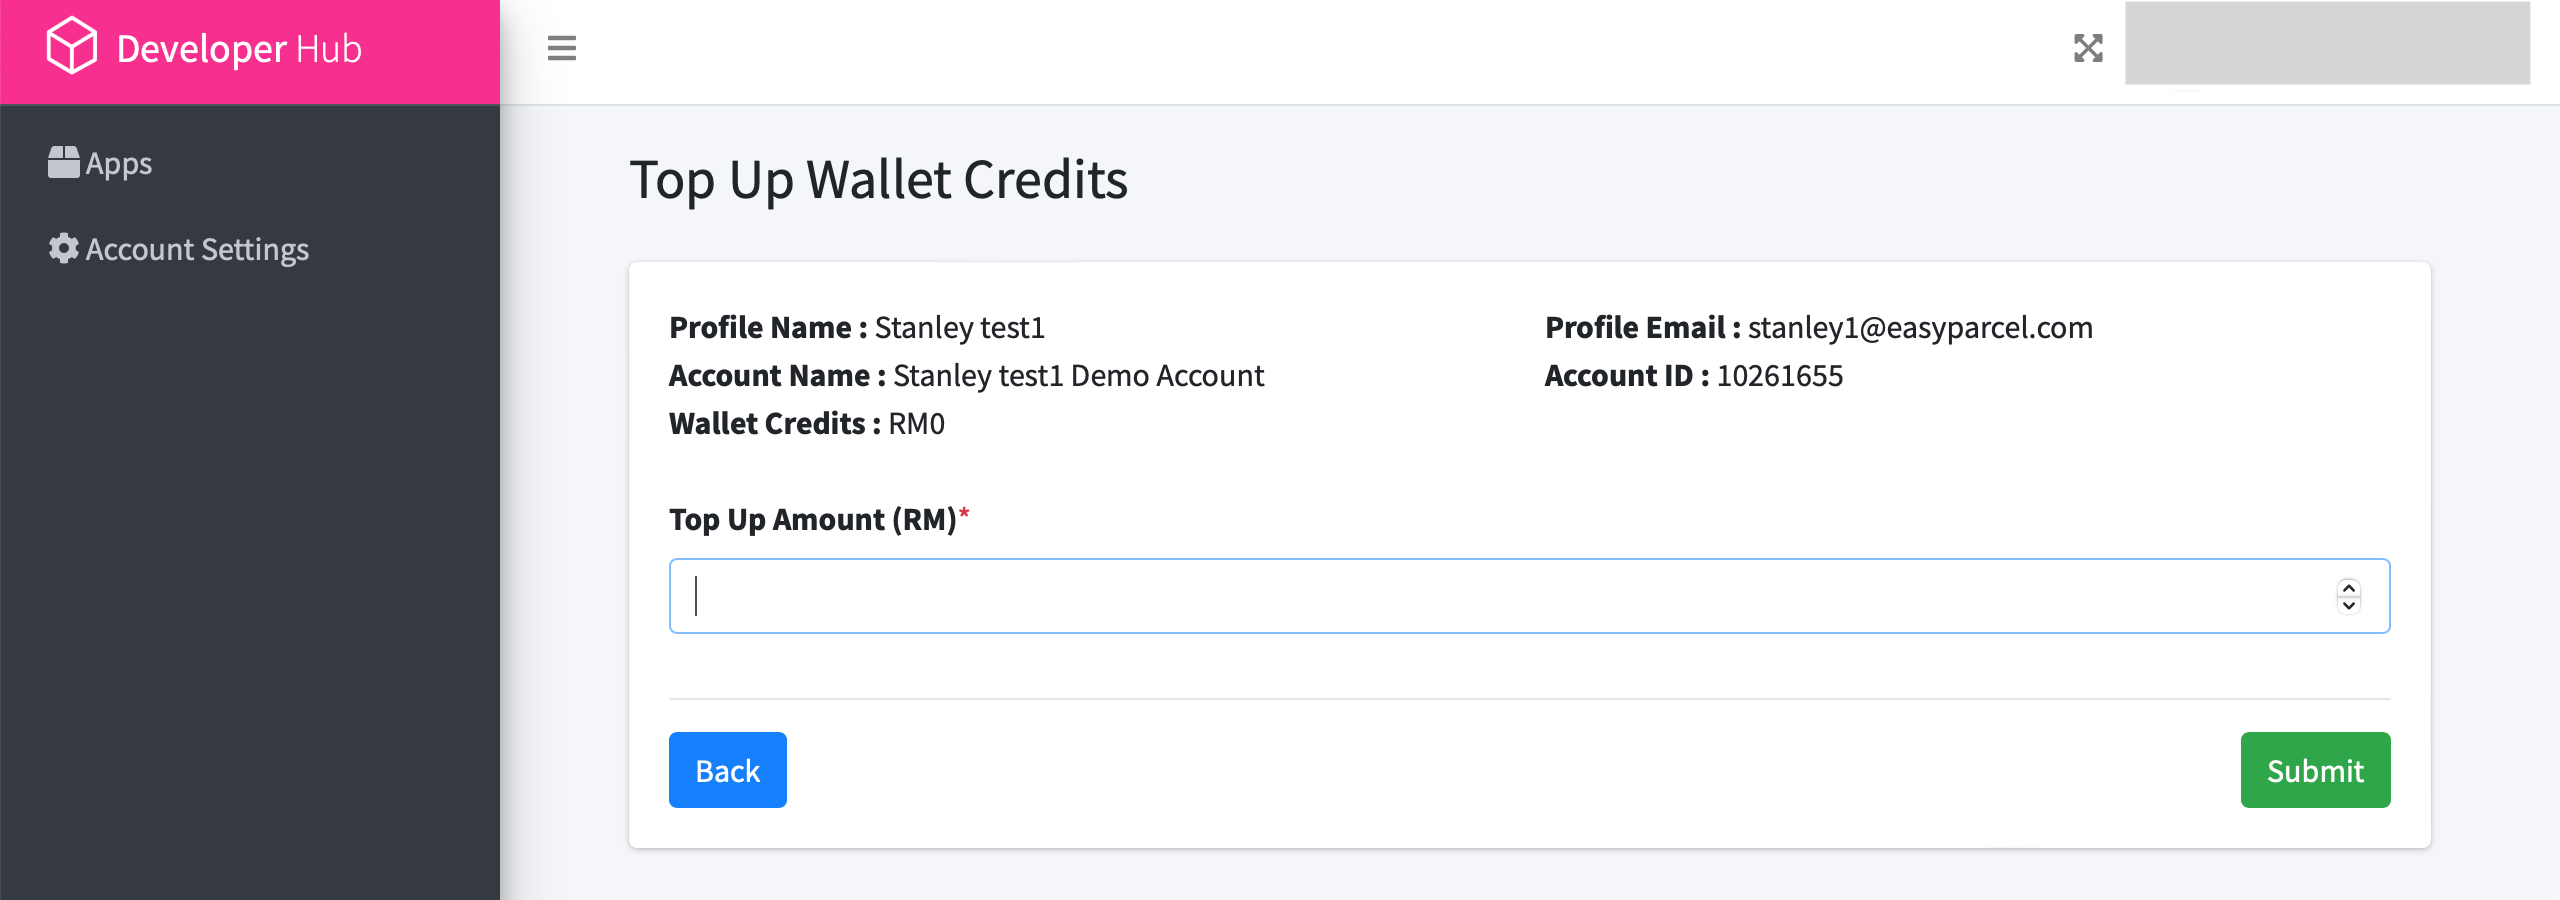 Developer Hub
Apps
Account Settings
Top Up Wallet Credits
Profile Name : Stanley test1
Profile Email : stanley1@easyparcel.com
Account Name : Stanley test1 Demo Account
Account ID : 10261655
Wallet Credits : RM0
Top Up Amount (RM)*
Back
Submit